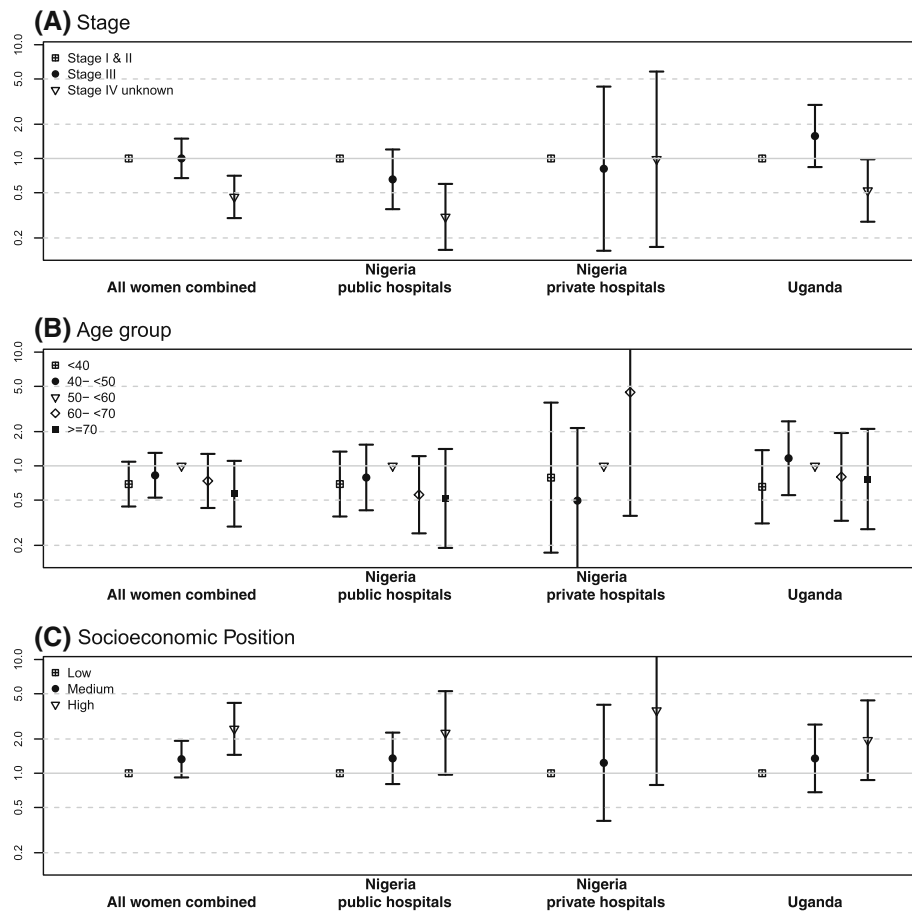 (A) Stage
10.0
5.0
2.0
1.0
0.5
0.2
Stage I & II
Stage III
Stage IV unknown
All women combined
Nigeria
public hospitals
Nigeria
private hospitals
Uganda
(B) Age group
10.0
5.0
2.0
1.0
0.5
0.2
<40
40− <50
50− <60
60− <70
>=70
All women combined
Nigeria
public hospitals
Nigeria
private hospitals
Uganda
(C) Socioeconomic Position
10.0
5.0
2.0
1.0
0.5
0.2
Low
Medium
High
All women combined
Nigeria
public hospitals
Nigeria
private hospitals
Uganda